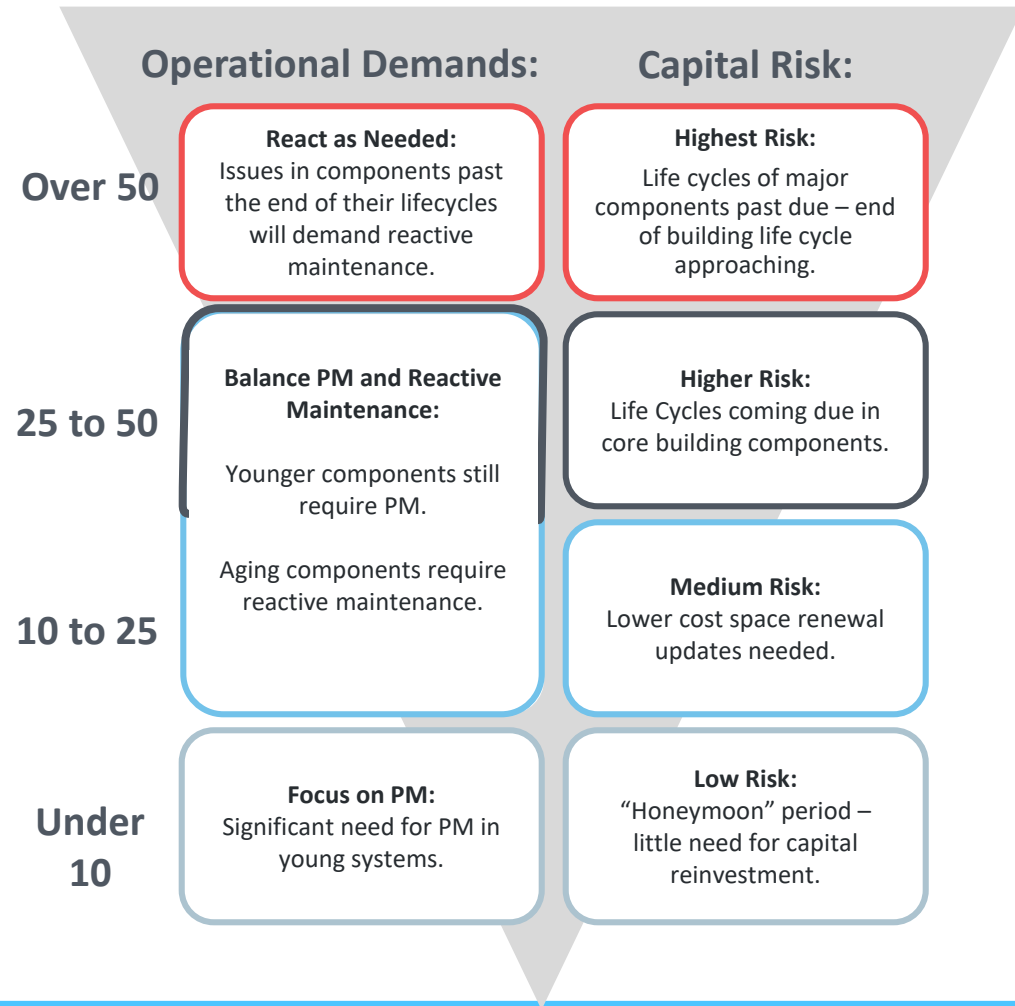 Operational Demands:
Capital Risk:
Over 50
React as Needed:
Issues in components past
the end of their lifecycles
will demand reactive
maintenance.
Highest Risk:
Life cycles of major
components past due – end
of building life cycle
approaching.
25 to 50
Balance PM and Reactive
Maintenance:
Younger components still
require PM.
Aging components require
reactive maintenance.
Higher Risk:
Life Cycles coming due in
core building components.
10 to 25
Medium Risk:
Lower cost space renewal
updates needed.
Under
10
Focus on PM:
Significant need for PM in
young systems.
Low Risk:
“Honeymoon” period –
little need for capital
reinvestment.